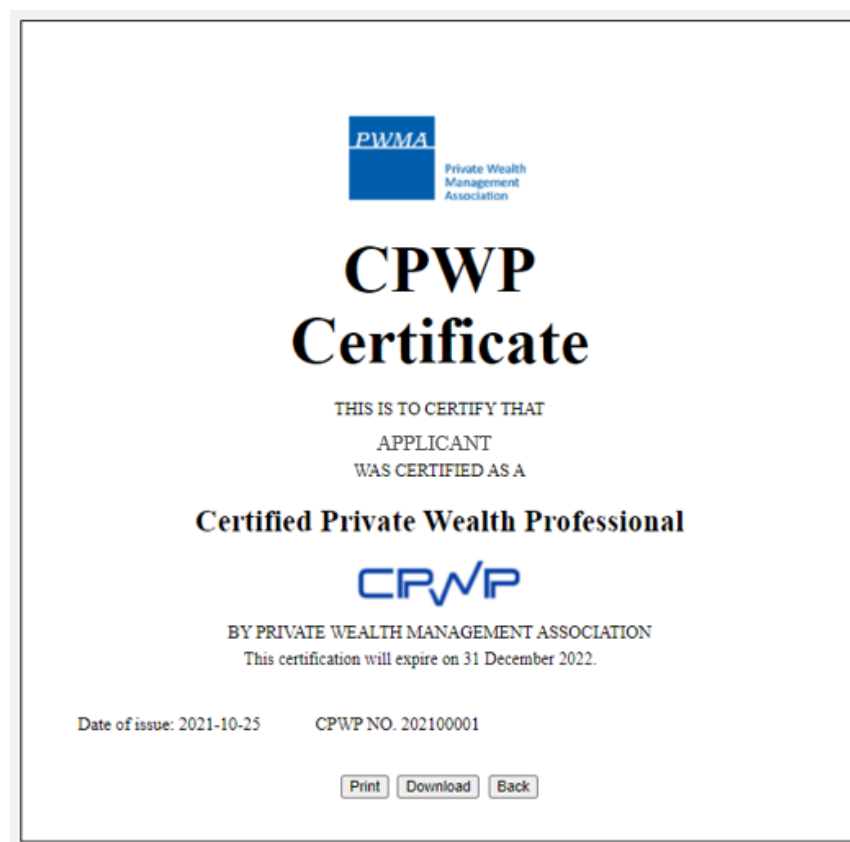 PWMA
Private Wealth
Management
Association
CPWP
Certificate
THIS IS TO CERTIFY THAT
APPLICANT
WAS CERTIFIED AS A
Certified Private Wealth Professional
CPWP
BY PRIVATE WEALTH MANAGEMENT ASSOCIATION
This certification will expire on 31 December 2022.
Date of issue: 2021-10-25 CPWP NO. 202100001
Print Download Back